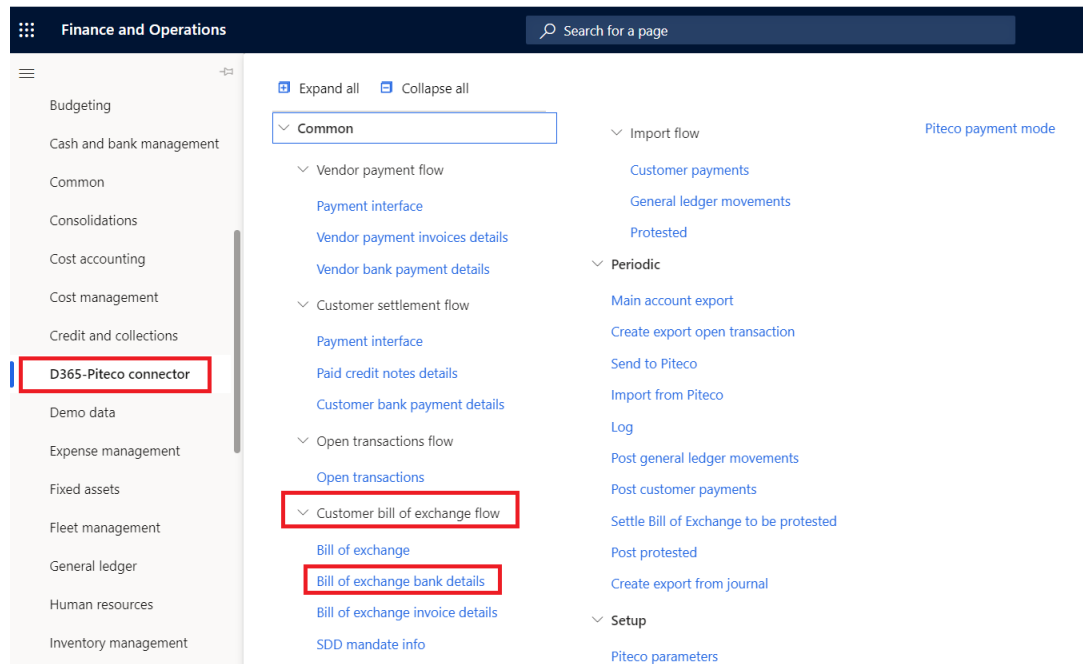 Finance and Operations
Search for a page
Budgeting
Cash and bank management
Common
Consolidations
Cost accounting
Cost management
Credit and collections
D365-Piteco connector
Demo data
Expense management
Fixed assets
Fleet management
General ledger
Human resources
Inventory management
Expand all
Collapse all
Common
Vendor payment flow
Payment interface
Vendor payment invoices details
Vendor bank payment details
Customer settlement flow
Payment interface
Paid credit notes details
Customer bank payment details
Open transactions flow
Open transactions
Customer bill of exchange flow
Bill of exchange
Bill of exchange bank details
Bill of exchange invoice details
SDD mandate info
Import flow
Customer payments
General ledger movements
Protested
Periodic
Main account export
Create export open transaction
Send to Piteco
Import from Piteco
Log
Post general ledger movements
Post customer payments
Settle Bill of Exchange to be protested
Post protested
Create export from journal
Setup
Piteco parameters
Piteco payment mode